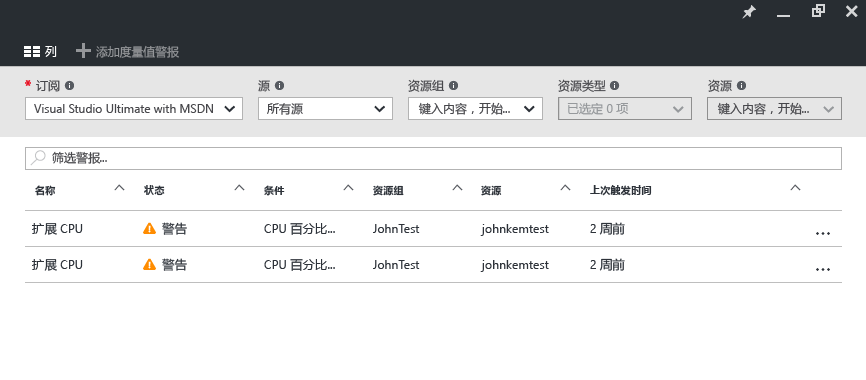 列 添加度量值警报
* 订阅 源 资源组 资源类型 资源
Visual Studio Ultimate with MSDN 所有源 键入内容，开始... 已选定 0 项 键入内容，开始...
筛选警报...
名称 状态 条件 资源组 资源 上次触发时间
扩展 CPU 警告 CPU 百分比... JohnTest johnkemtest 2 周前 ...
扩展 CPU 警告 CPU 百分比... JohnTest johnkemtest 2 周前 ...